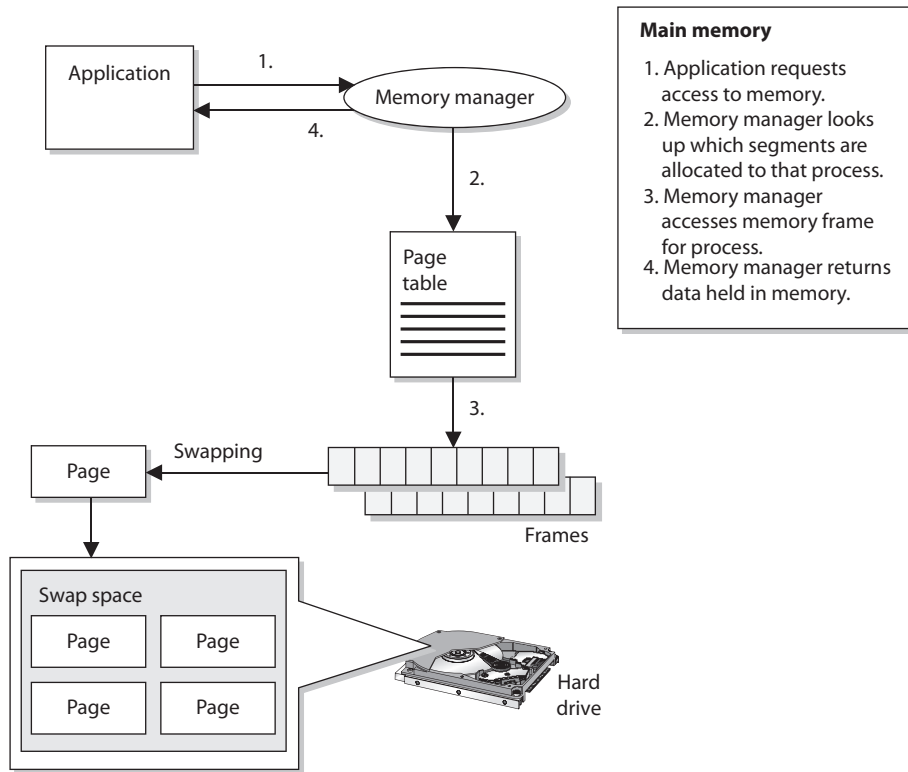 Application
1.
4.
Memory manager
2.
Page
table
3.
Swapping
Page
Frames
Swap space
Page
Page
Page
Page
Hard
drive
Main memory
1. Application requests
access to memory.
2. Memory manager looks
up which segments are
allocated to that process.
3. Memory manager
accesses memory frame
for process.
4. Memory manager returns
data held in memory.